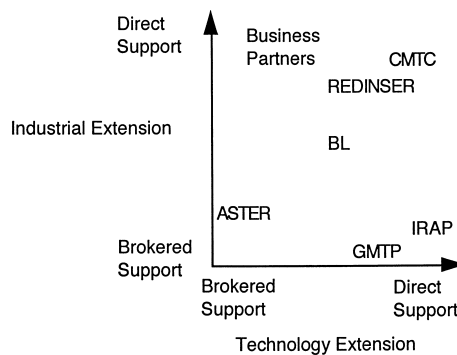 Direct
Support
Business
Partners
CMTC
REDINSER
Industrial Extension
BL
ASTER
IRAP
Brokered
Support
GMTP
Brokered
Support
Direct
Support
Technology Extension